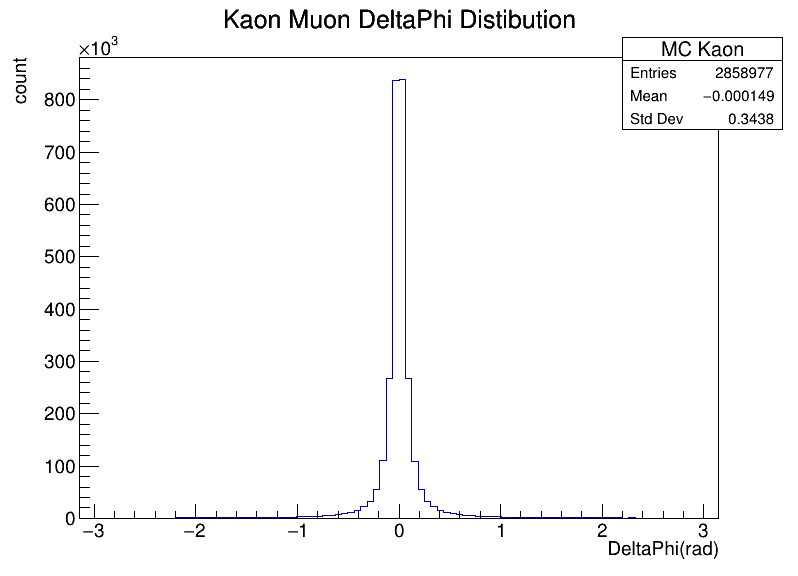 Kaon Muon DeltaPhi Distibution
×10³
count
MC Kaon
Entries 2858977
Mean −0.000149
Std Dev 0.3438
800
700
600
500
400
300
200
100
0
−3 −2 −1 0 1 2 3
DeltaPhi(rad)